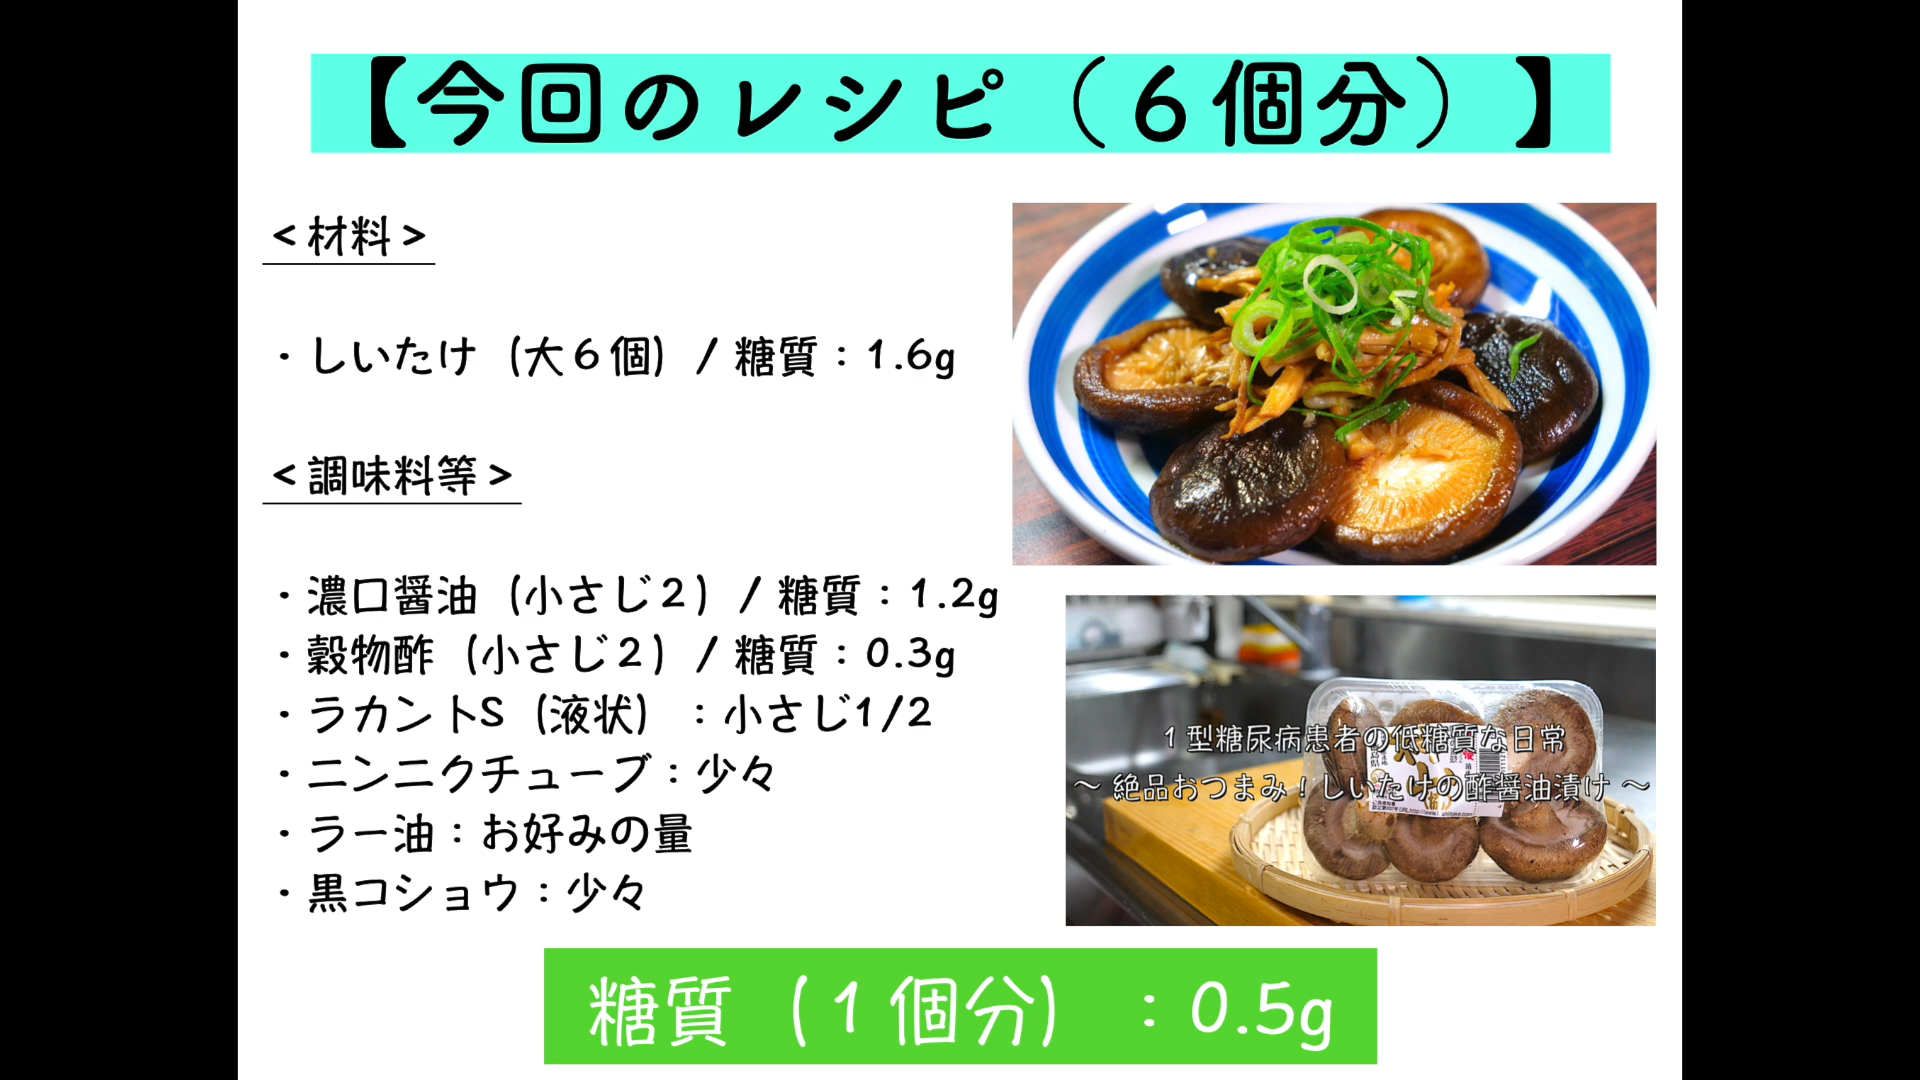 【今回のレシピ（６個分）】
＜材料＞
・しいたけ（大６個）/ 糖質：1.6g
＜調味料等＞
・濃口醤油（小さじ２）/ 糖質：1.2g
・穀物酢（小さじ２）/ 糖質：0.3g
・ラカントS（液状）：小さじ1/2
・ニンニクチューブ：少々
・ラー油：お好みの量
・黒コショウ：少々
１型糖尿病患者の低糖質な日常
～ 絶品おつまみ！しいたけの酢醤油漬け ～
糖質（１個分）：0.5g